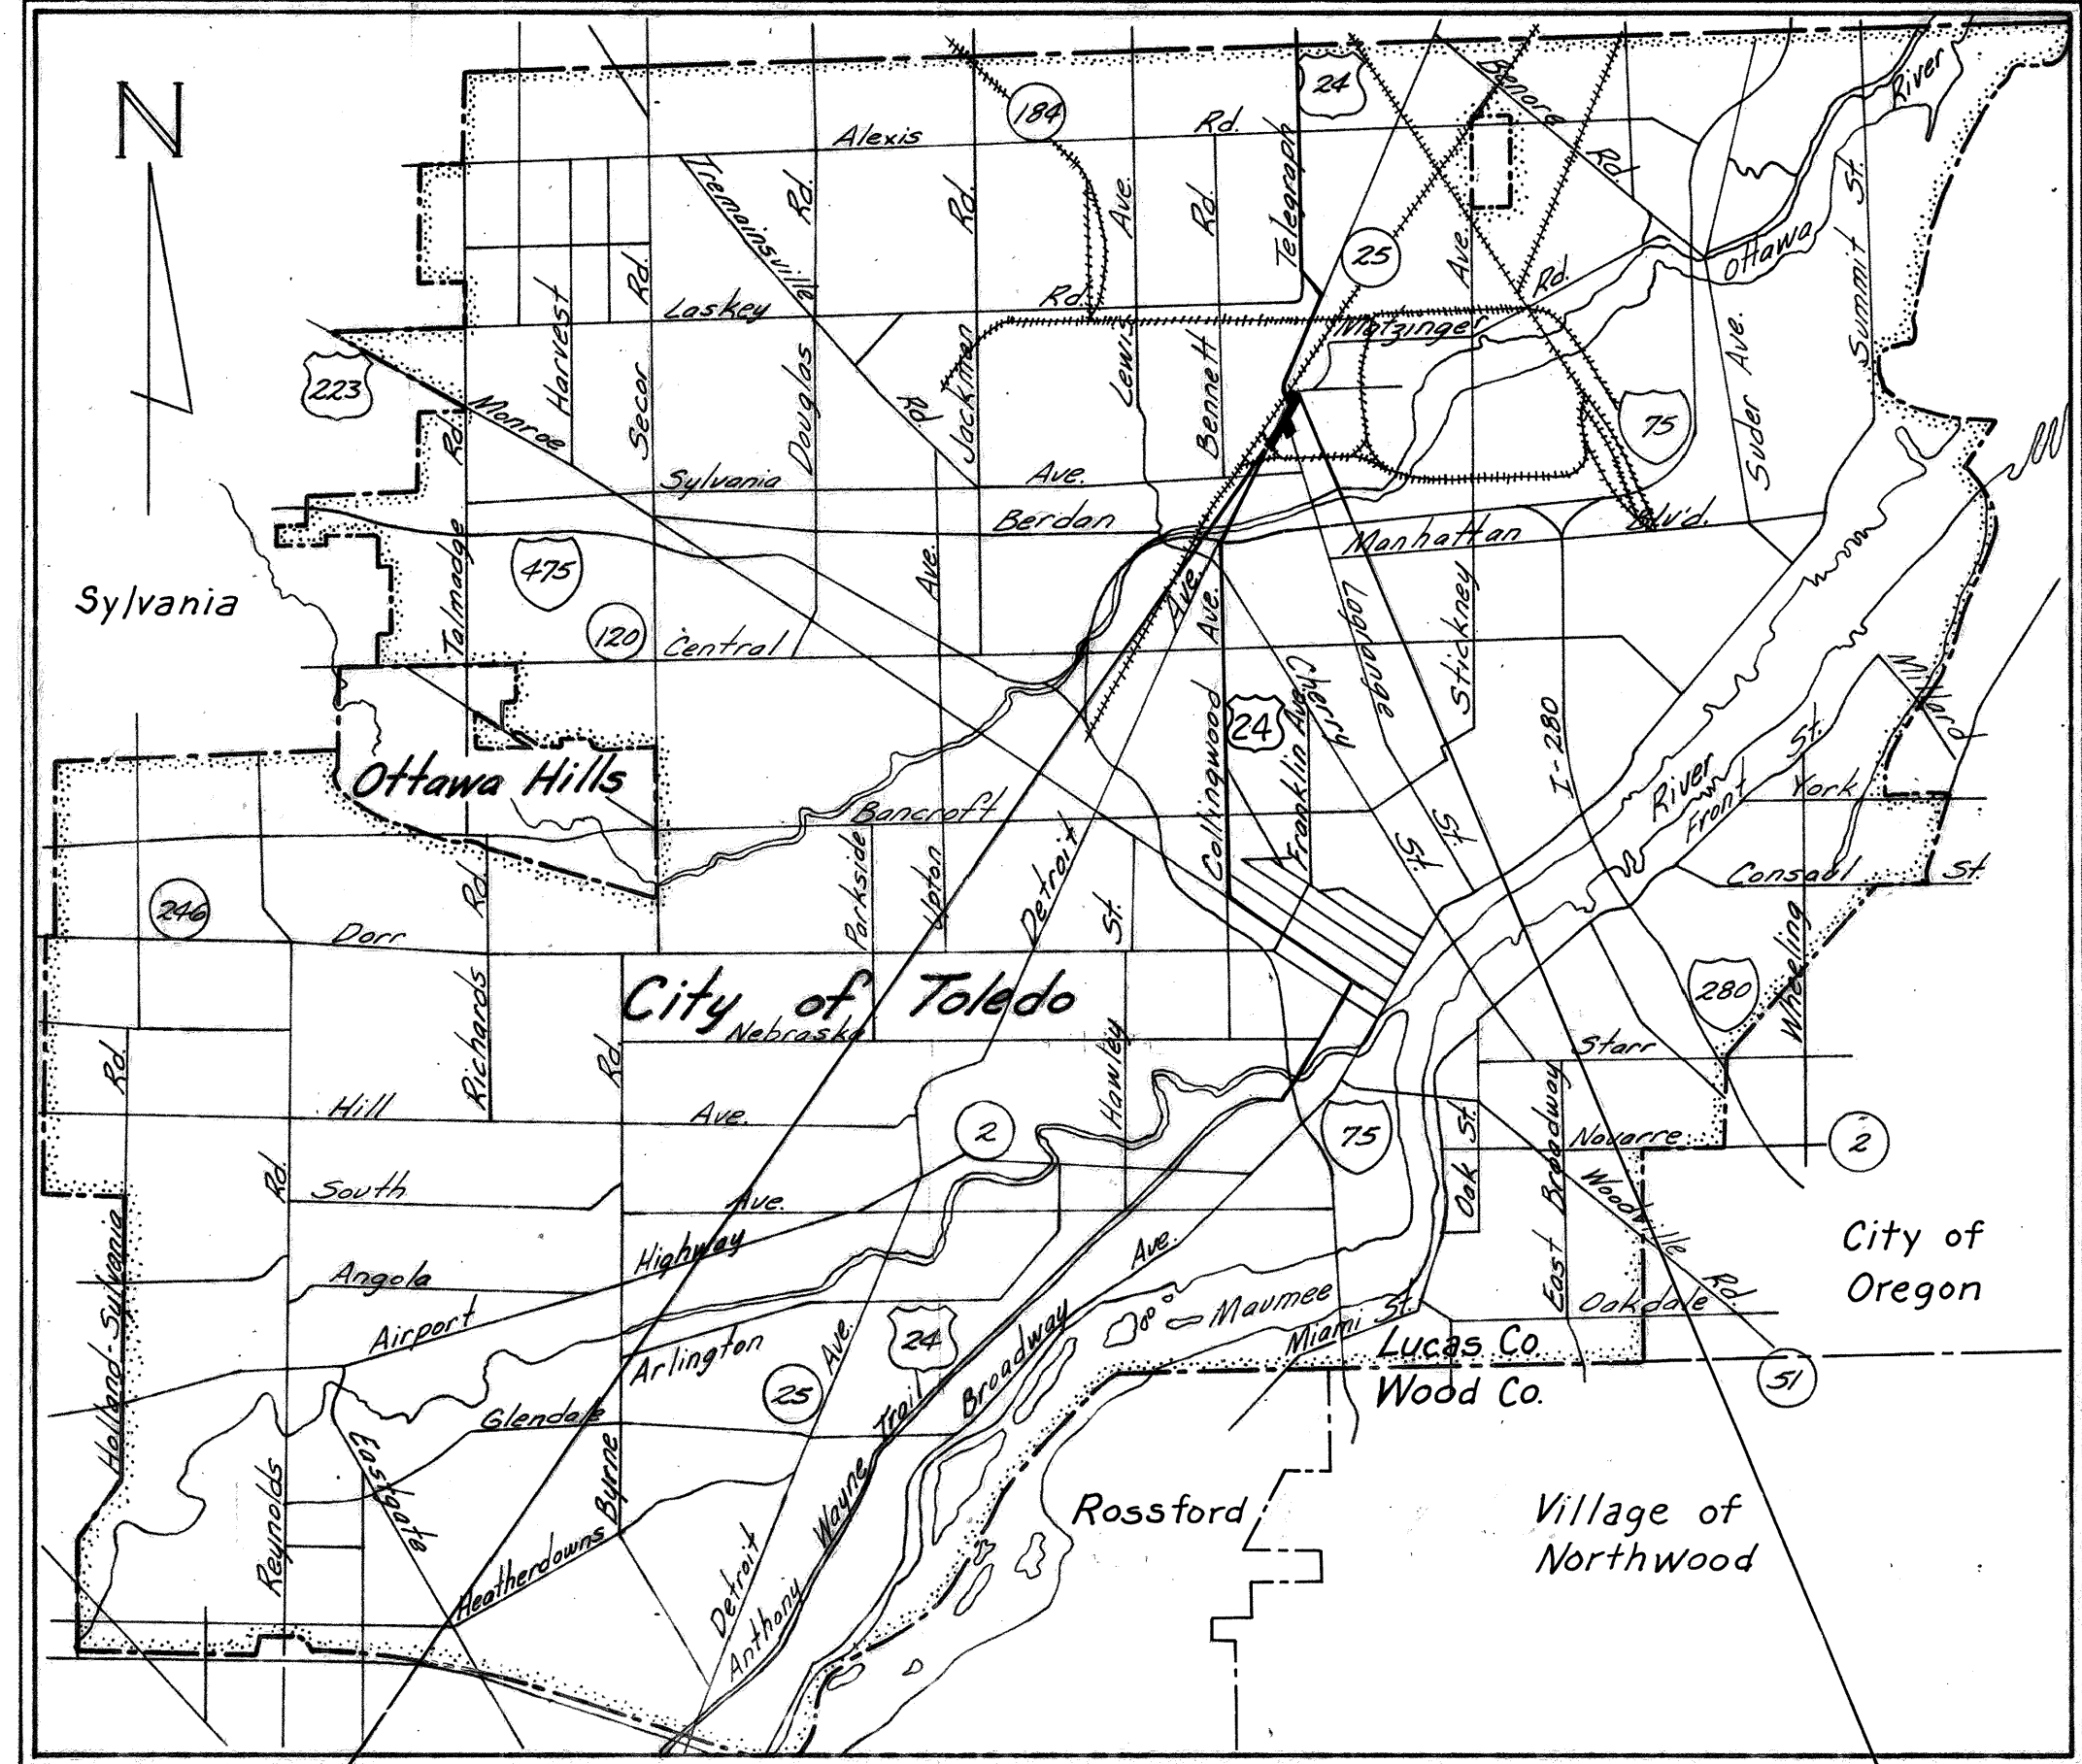 N
184
24
Benore
Rd.
River
Alexis
Rd.
Tremainsville
Rd.
Rd.
Rd.
Ave.
Rd.
Telegraph
25
Ave.
Rd.
Ottawa
Summit St.
Harvest
Rd.
Laskey
Rd.
Matzinger
223
Monroe
Secor
Douglas
Rd.
Jackman
Lewis
Bennett
75
Suder Ave.
Rd.
Sylvania
Ave.
Berdan
Manhattan
Blvd.
Sylvania
Talmadge
475
120
Central
Ave.
Ave.
Ave.
Lagrange
Stickney
Cherry
Franklin Ave.
24
Collingwood
I-280
Millard
Ottawa Hills
Bancroft
River
Front
St.
York
St.
St.
Consaul
St
246
Dorr
Rd.
Parkside
Upton
Detroit
St.
Wheeling
City of Toledo
280
Nebraska
Richards
Rd.
Rd.
Hawley
Starr
Hill
Ave.
2
75
Oak St.
East Broadway
Navarre
2
Rd.
South
Ave.
Woodville
Rd.
City of
Oregon
Holland-Sylvania
Angola
Highway
Airport
Ave.
Maumee
Oakdale
Miami St.
Lucas Co.
Wood Co.
51
Arlington
24
25
Ave.
Broadway
Glendale
Trail
Reynolds
Eastgate
Byrne
Wayne
Rossford
Village of
Northwood
Heatherdowns
Detroit
Anthony